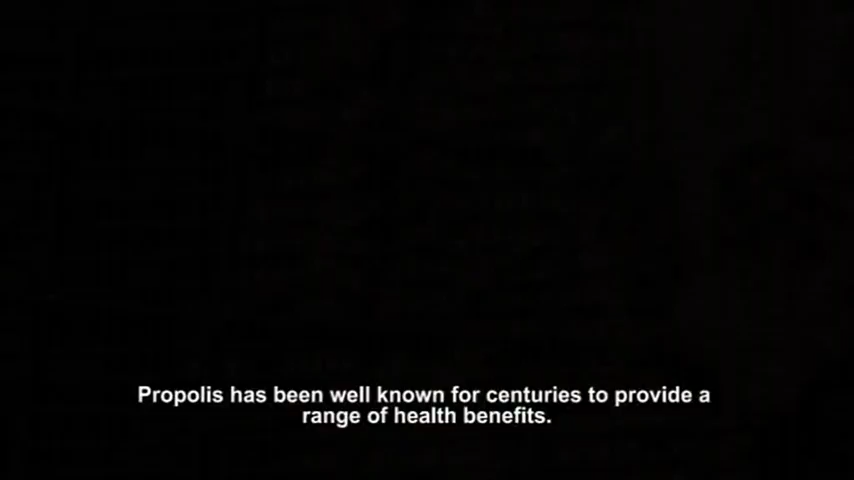 Propolis has been well known for centuries to provide a
range of health benefits.